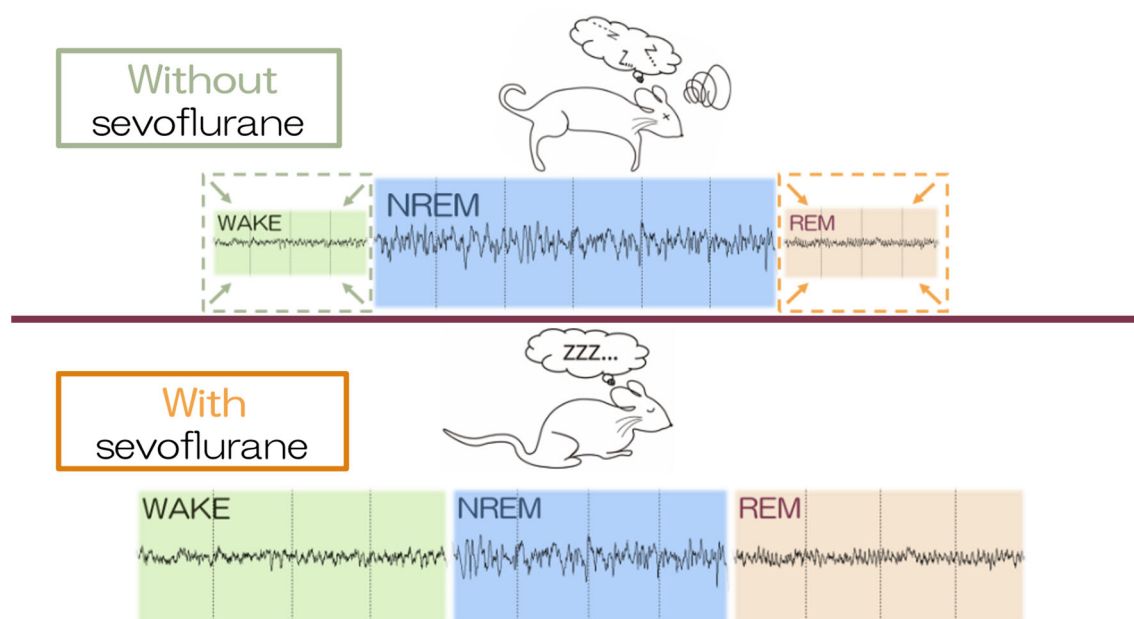 Without
sevoflurane
WAKE
NREM
REM
ZZZ...
With
sevoflurane
WAKE
NREM
REM